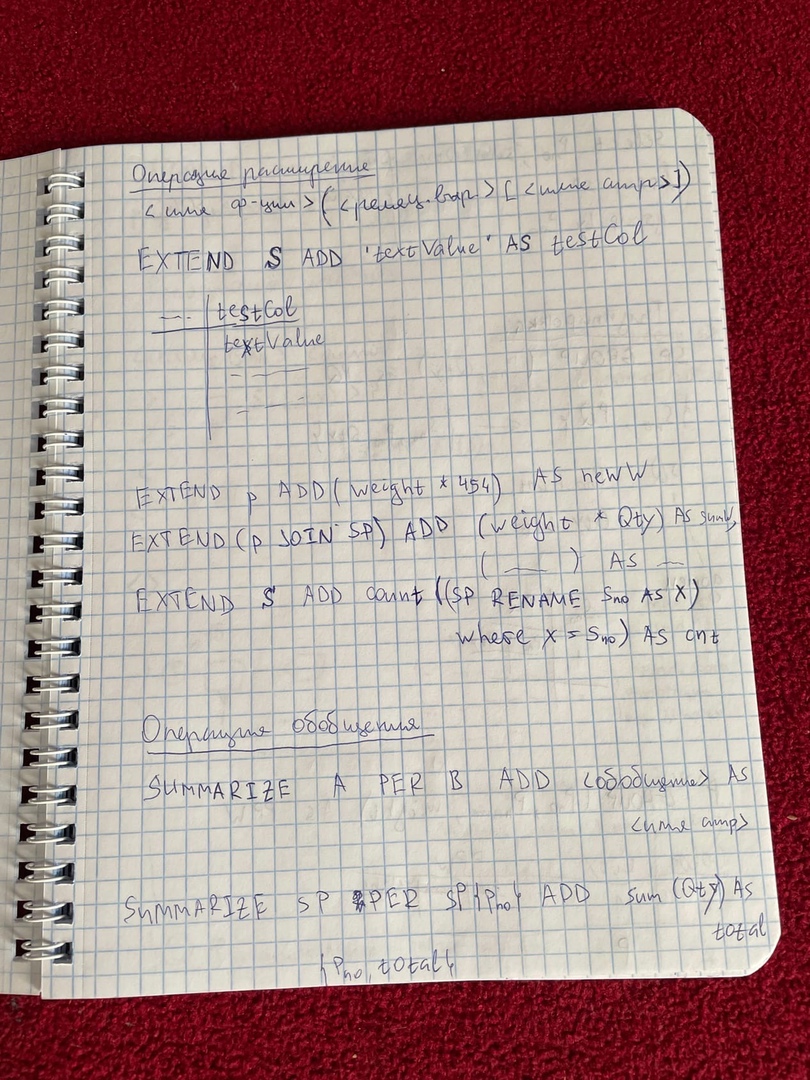 Операция расширение
<имя ф-ции> (<реляц. выр> [<имя атр>])
EXTEND S ADD 'textValue' AS testCol
... testCol
textValue
EXTEND p ADD (weight * 454) AS newW
EXTEND (p JOIN SP) ADD (weight * Qty) AS sumW,
( ___ ) AS __
EXTEND S ADD count ((SP RENAME Sno AS X)
where X = Sno) AS cnt
Операция обобщения
SUMMARIZE A PER B ADD <обобщение> AS
<имя атр>
SUMMARIZE SP PER SP{Pno} ADD sum (Qty) AS
total
{Pno, total}